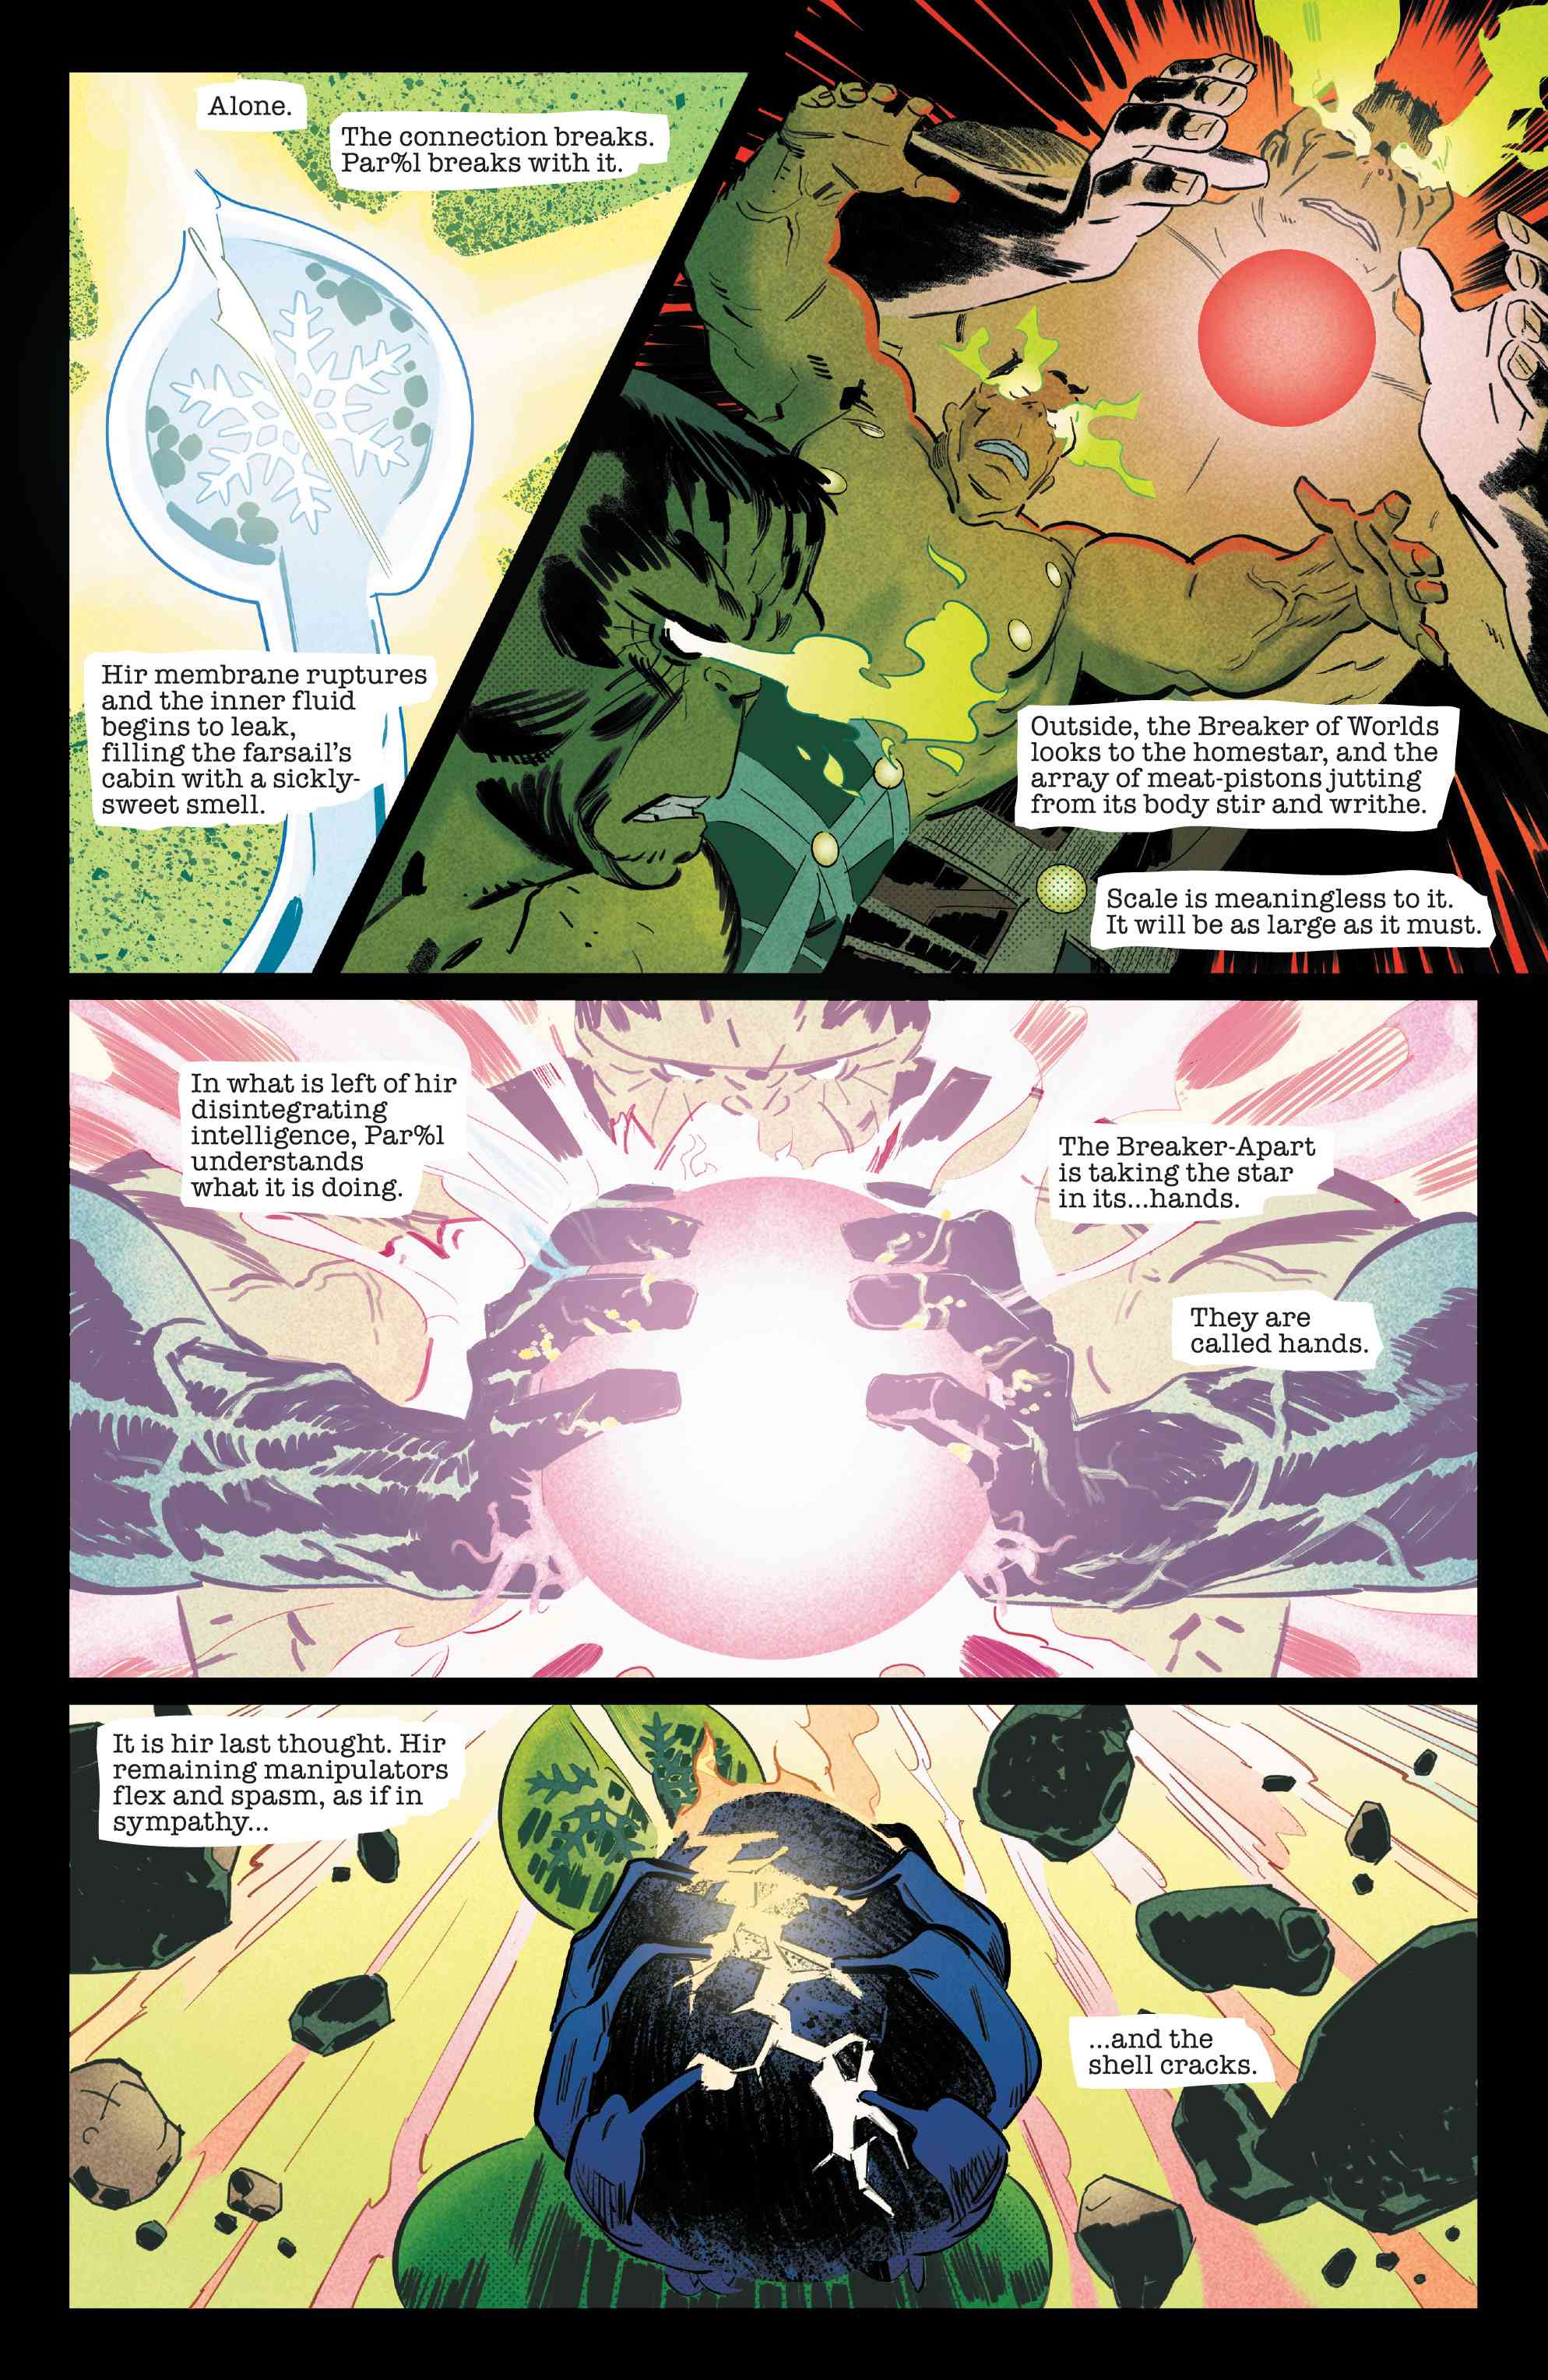 Alone.
The connection breaks.
Par%l breaks with it.
Hir membrane ruptures
and the inner fluid
begins to leak,
filling the farsail's
cabin with a sickly-
sweet smell.
Outside, the Breaker of Worlds
looks to the homestar, and the
array of meat-pistons jutting
from its body stir and writhe.
Scale is meaningless to it.
It will be as large as it must.
In what is left of hir
disintegrating
intelligence, Par%l
understands
what it is doing.
The Breaker-Apart
is taking the star
in its...hands.
They are
called hands.
It is hir last thought. Hir
remaining manipulators
flex and spasm, as if in
sympathy...
...and the
shell cracks.